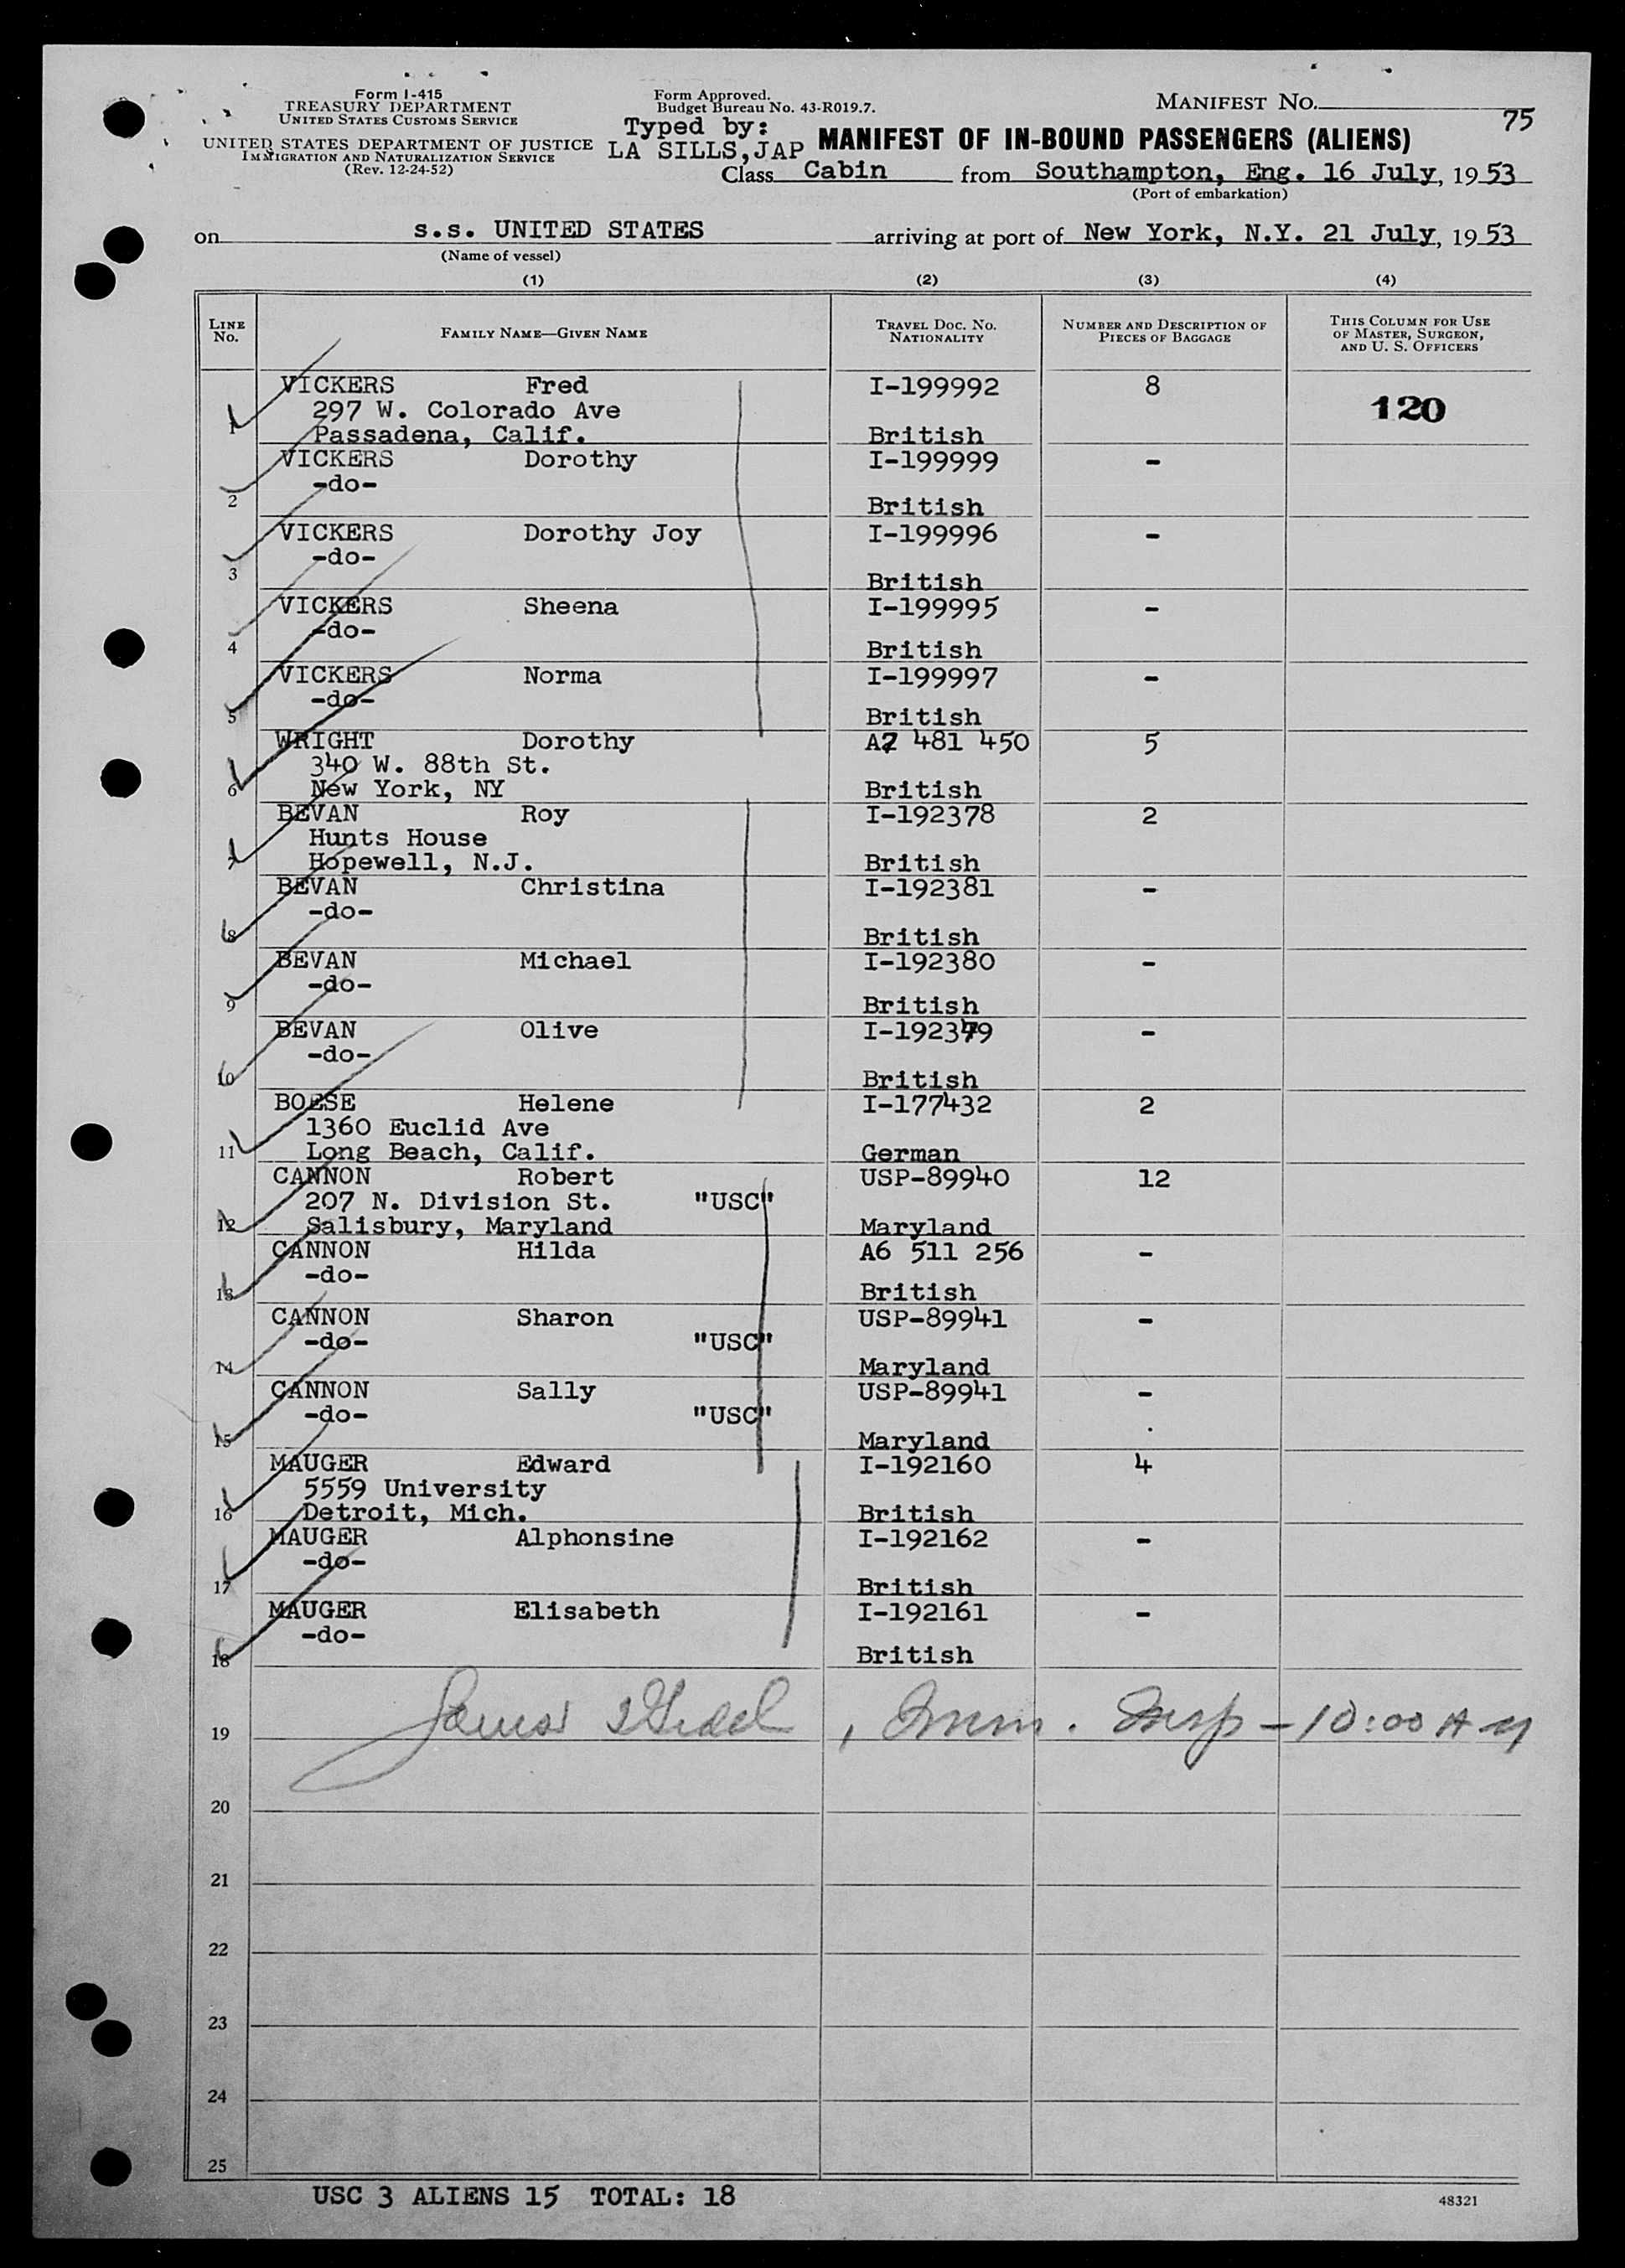 Form I-415
TREASURY DEPARTMENT
UNITED STATES CUSTOMS SERVICE
UNITED STATES DEPARTMENT OF JUSTICE
IMMIGRATION AND NATURALIZATION SERVICE
(Rev. 12-24-52)
Form Approved.
Budget Bureau No. 43-R019.7.
Typed by:
LA SILLS,JAP
MANIFEST NO.
75
MANIFEST OF IN-BOUND PASSENGERS (ALIENS)
Class Cabin from Southampton, Eng. 16 July, 1953
(Port of embarkation)
on s.s. UNITED STATES arriving at port of New York, N.Y. 21 July, 1953
(Name of vessel)
(1) (2) (3) (4)
LINE No. FAMILY NAME—GIVEN NAME TRAVEL DOC. NO. NATIONALITY NUMBER AND DESCRIPTION OF PIECES OF BAGGAGE THIS COLUMN FOR USE OF MASTER, SURGEON, AND U. S. OFFICERS
VICKERS Fred I-199992 8
297 W. Colorado Ave 120
1 Passadena, Calif. British
VICKERS Dorothy I-199999 -
-do-
2 British
VICKERS Dorothy Joy I-199996 -
-do-
3 British
VICKERS Sheena I-199995 -
-do-
4 British
VICKERS Norma I-199997 -
-do-
5 British
WRIGHT Dorothy A7 481 450 5
340 W. 88th St.
6 New York, NY British
BEVAN Roy I-192378 2
Hunts House
7 Hopewell, N.J. British
BEVAN Christina I-192381 -
-do-
8 British
BEVAN Michael I-192380 -
-do-
9 British
BEVAN Olive I-192379 -
-do-
10 British
BOESE Helene I-177432 2
1360 Euclid Ave
11 Long Beach, Calif. German
CANNON Robert USP-89940 12
207 N. Division St. "USC"
12 Salisbury, Maryland Maryland
CANNON Hilda A6 511 256 -
-do-
13 British
CANNON Sharon USP-89941 -
-do- "USC"
14 Maryland
CANNON Sally USP-89941 -
-do- "USC"
15 Maryland
MAUGER Edward I-192160 4
5559 University
16 Detroit, Mich. British
MAUGER Alphonsine I-192162 -
-do-
17 British
MAUGER Elisabeth I-192161 -
-do-
18 British
19 James , Imm. Insp - 10:00 AM
20
21
22
23
24
25
USC 3 ALIENS 15 TOTAL: 18
48321